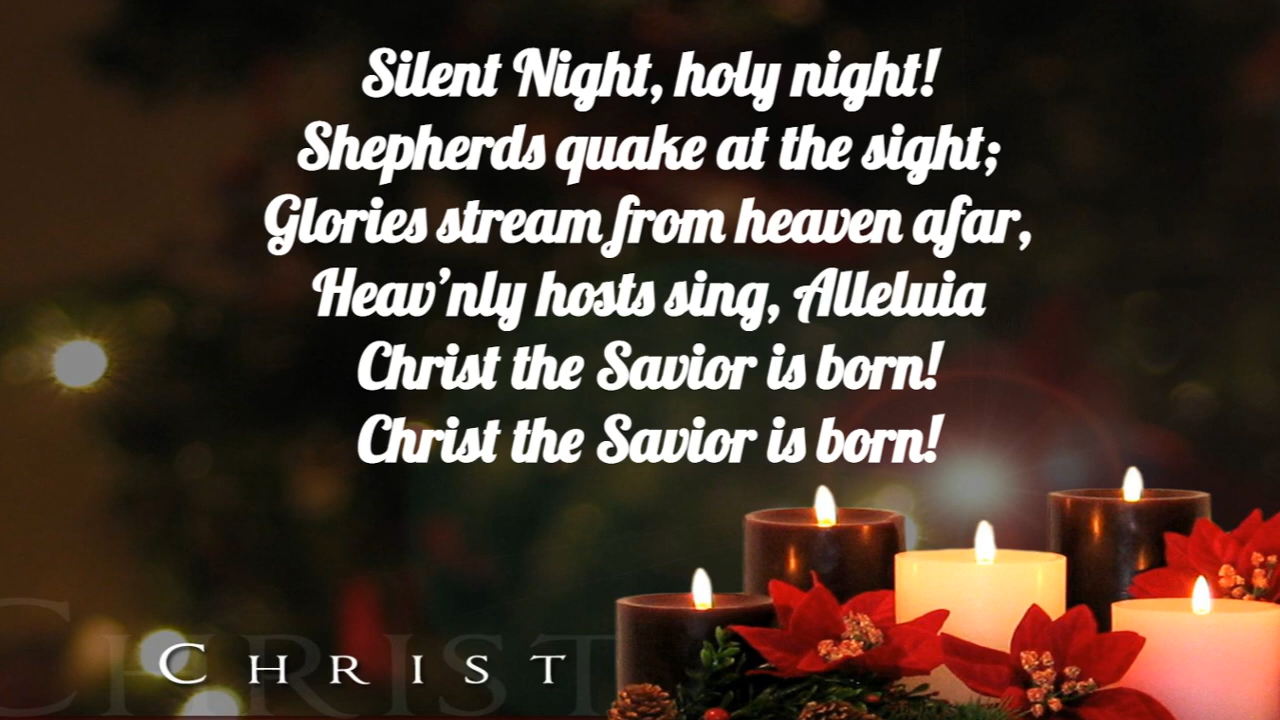 Silent Night, holy night!
Shepherds quake at the sight;
Glories stream from heaven afar,
Heav’nly hosts sing, Alleluia
Christ the Savior is born!
Christ the Savior is born!
CHRIST
CHRIST